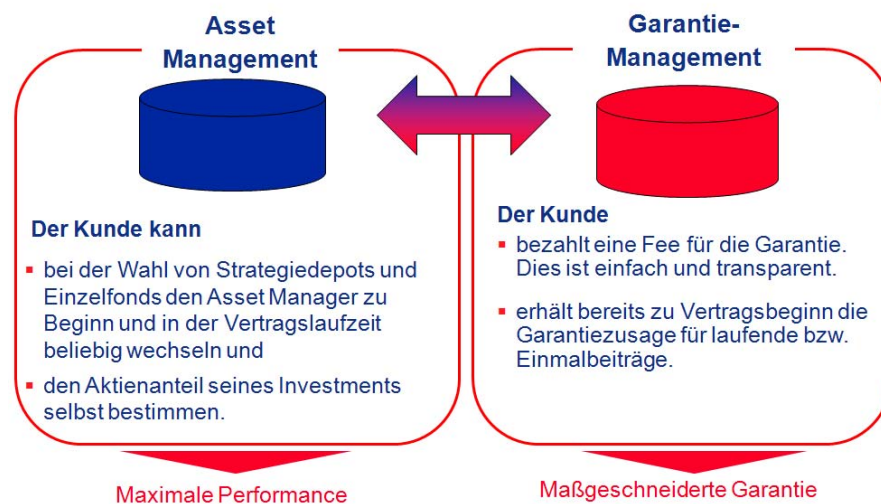 Asset
Management
Der Kunde kann
bei der Wahl von Strategiedepots und
Einzelfonds den Asset Manager zu
Beginn und in der Vertragslaufzeit
beliebig wechseln und
den Aktienanteil seines Investments
selbst bestimmen.
Maximale Performance
Garantie-
Management
Der Kunde
bezahlt eine Fee für die Garantie.
Dies ist einfach und transparent.
erhält bereits zu Vertragsbeginn die
Garantiezusage für laufende bzw.
Einmalbeiträge.
Maßgeschneiderte Garantie